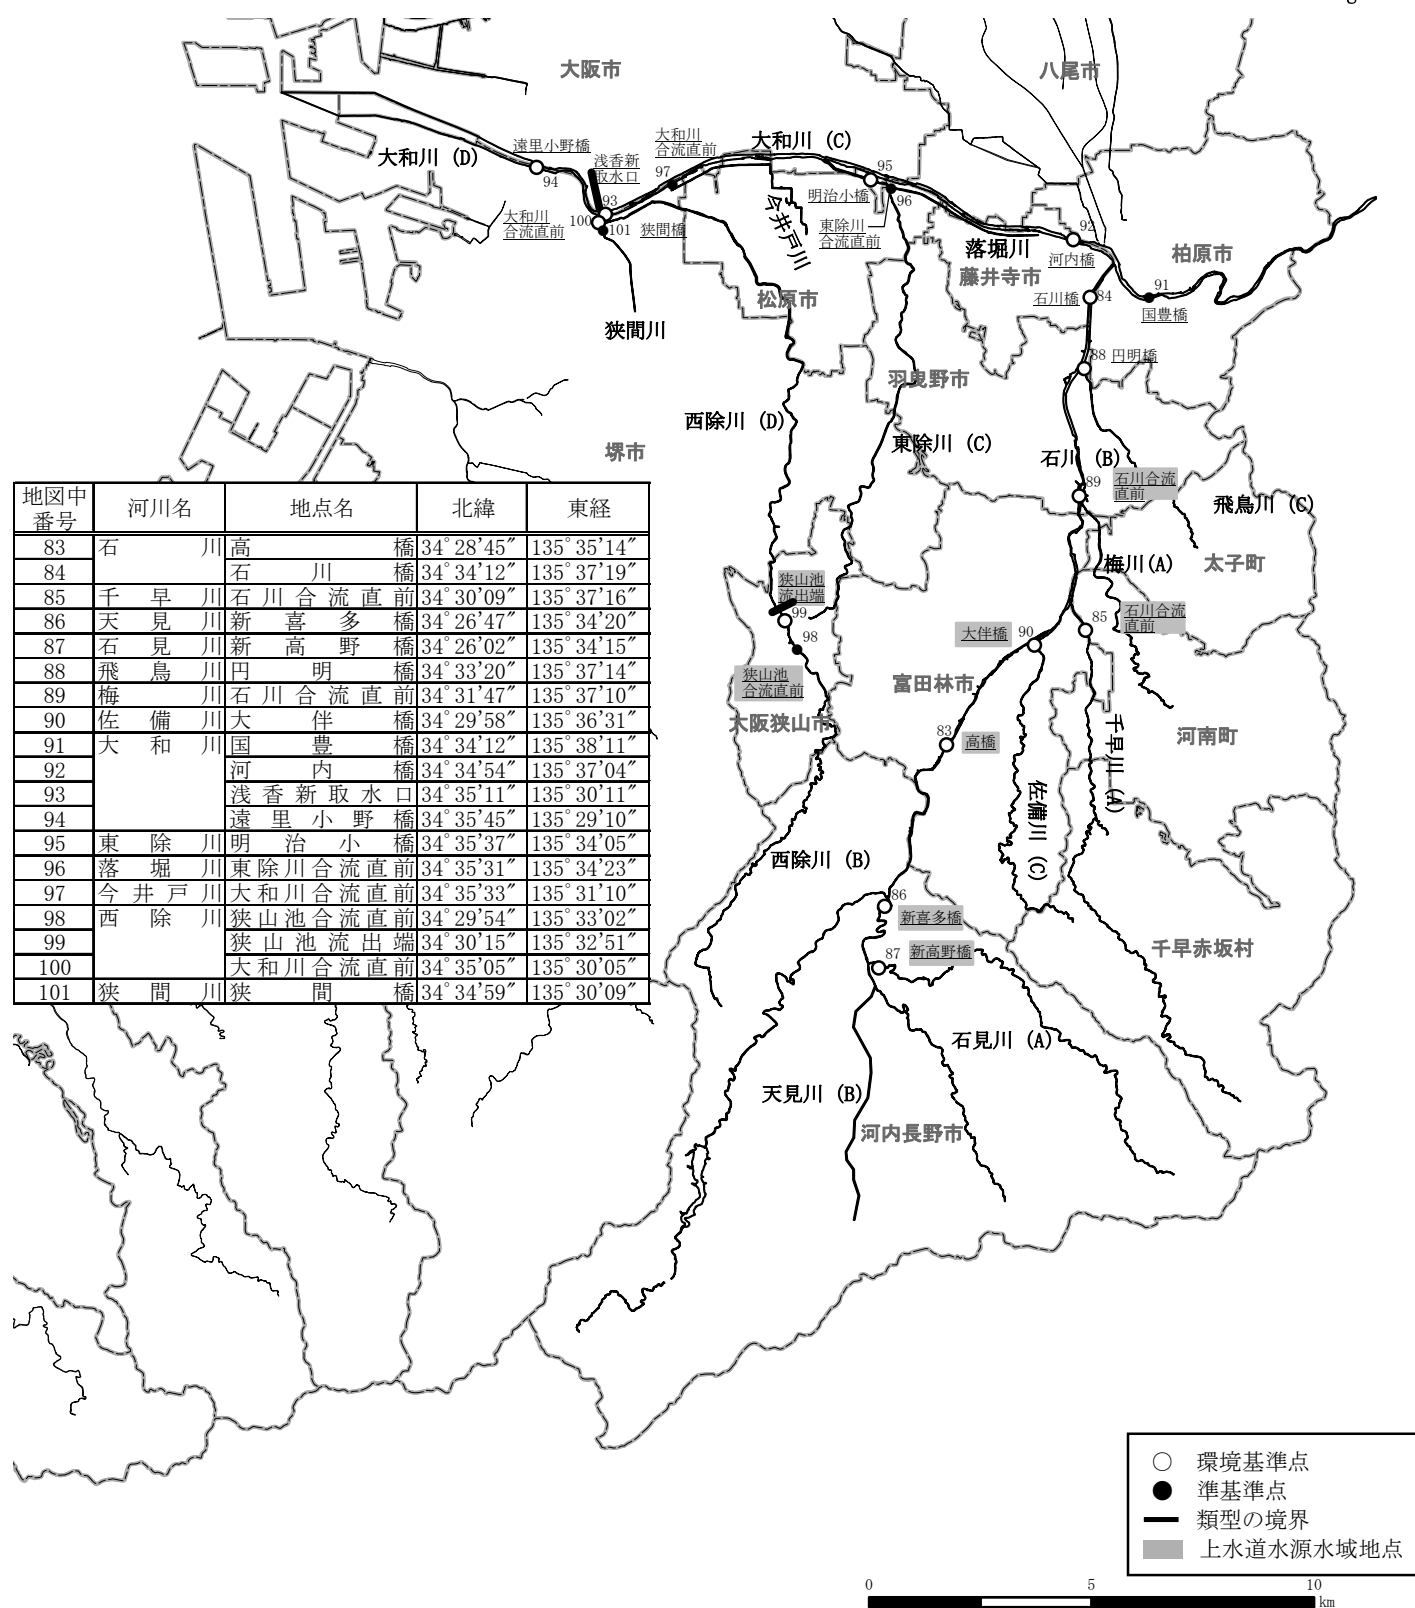 大阪市
八尾市
大和川 (D)
遠里小野橋
94
浅香新
取水口
93
大和川
合流直前
97
大和川 (C)
95
明治小橋
96
東除川
合流直前
今井戸川
大和川
合流直前
100
101
狭間橋
狭間川
落堀川
藤井寺市
92
河内橋
柏原市
91
国豊橋
石川橋
84
88 円明橋
松原市
羽曳野市
西除川 (D)
東除川 (C)
堺市
石川 (B)
89
石川合流
直前
飛鳥川 (C)
梅川(A)
太子町
狭山池
流出端
99
98
狭山池
合流直前
大阪狭山市
大伴橋
90
85
石川合流
直前
富田林市
83
高橋
千早川 (A)
河南町
佐備川 (C)
西除川 (B)
86
新喜多橋
87
新高野橋
千早赤坂村
石見川 (A)
天見川 (B)
河内長野市
地図中番号 河川名 地点名 北緯 東経
83 石川 高橋 34°28′45″ 135°35′14″
84 石川橋 34°34′12″ 135°37′19″
85 千早川 石川合流直前 34°30′09″ 135°37′16″
86 天見川 新喜多橋 34°26′47″ 135°34′20″
87 石見川 新高野橋 34°26′02″ 135°34′15″
88 飛鳥川 円明橋 34°33′20″ 135°37′14″
89 梅川 石川合流直前 34°31′47″ 135°37′10″
90 佐備川 大伴橋 34°29′58″ 135°36′31″
91 大和川 国豊橋 34°34′12″ 135°38′11″
92 河内橋 34°34′54″ 135°37′04″
93 浅香新取水口 34°35′11″ 135°30′11″
94 遠里小野橋 34°35′45″ 135°29′10″
95 東除川 明治小橋 34°35′37″ 135°34′05″
96 落堀川 東除川合流直前 34°35′31 135°34′23″
97 今井戸川 大和川合流直前 34°35′33″ 135°31′10″
98 西除川 狭山池合流直前 34°29′54″ 135°33′02″
99 狭山池流出端 34°30′15″ 135°32′51″
100 大和川合流直前 34°35′05″ 135°30′05″
101 狭間川 狭間橋 34°34′59″ 135°30′09″
○ 環境基準点
● 準基準点
類型の境界
上水道水源水域地点
0 5 10
km